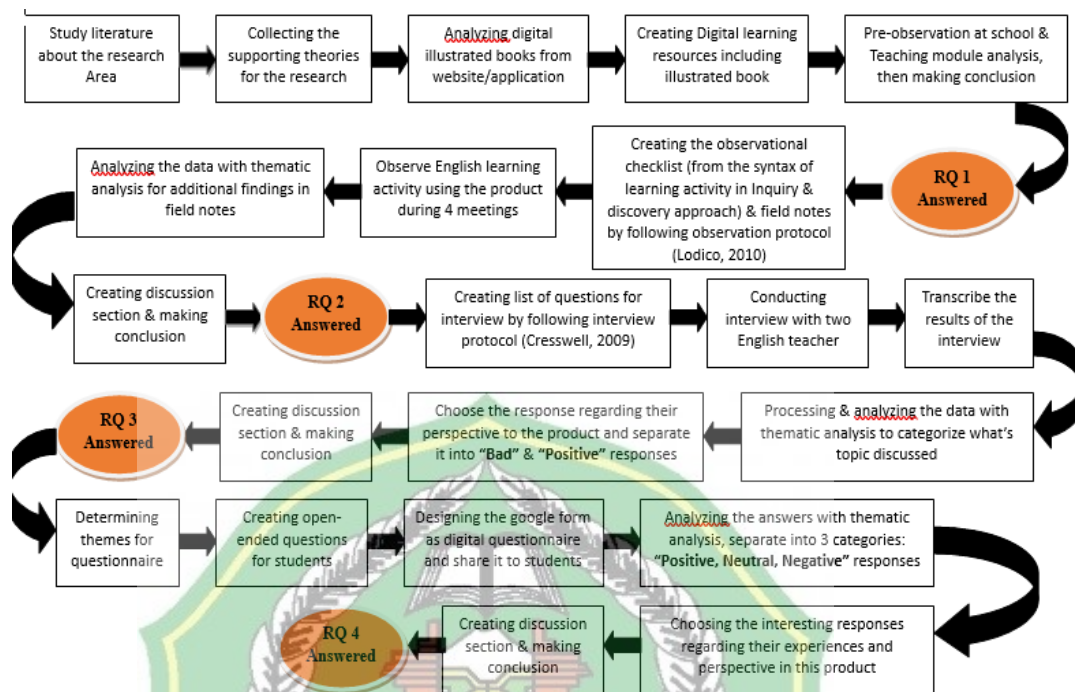 Study literature
about the research
Area
Collecting the
supporting theories
for the research
Analyzing digital
illustrated books from
website/application
Creating Digital learning
resources including
illustrated book
Pre-observation at school &
Teaching module analysis,
then making conclusion
RQ 1
Answered
Creating the observational
checklist (from the syntax of
learning activity in Inquiry &
discovery approach) & field notes
by following observation protocol
(Lodico, 2010)
Observe English learning
activity using the product
during 4 meetings
Analyzing the data with thematic
analysis for additional findings in
field notes
Creating discussion
section & making
conclusion
RQ 2
Answered
Creating list of questions for
interview by following interview
protocol (Cresswell, 2009)
Conducting
interview with two
English teacher
Transcribe the
results of the
interview
Processing & analyzing the data with
thematic analysis to categorize what's
topic discussed
Choose the response regarding their
perspective to the product and separate
it into “Bad” & “Positive” responses
Creating discussion
section & making
conclusion
RQ 3
Answered
Determining
themes for
questionnaire
Creating open-
ended questions
for students
Designing the google form
as digital questionnaire
and share it to students
Analyzing the answers with thematic
analysis, separate into 3 categories:
“Positive, Neutral, Negative” responses
Choosing the interesting responses
regarding their experiences and
perspective in this product
Creating discussion
section & making
conclusion
RQ 4
Answered